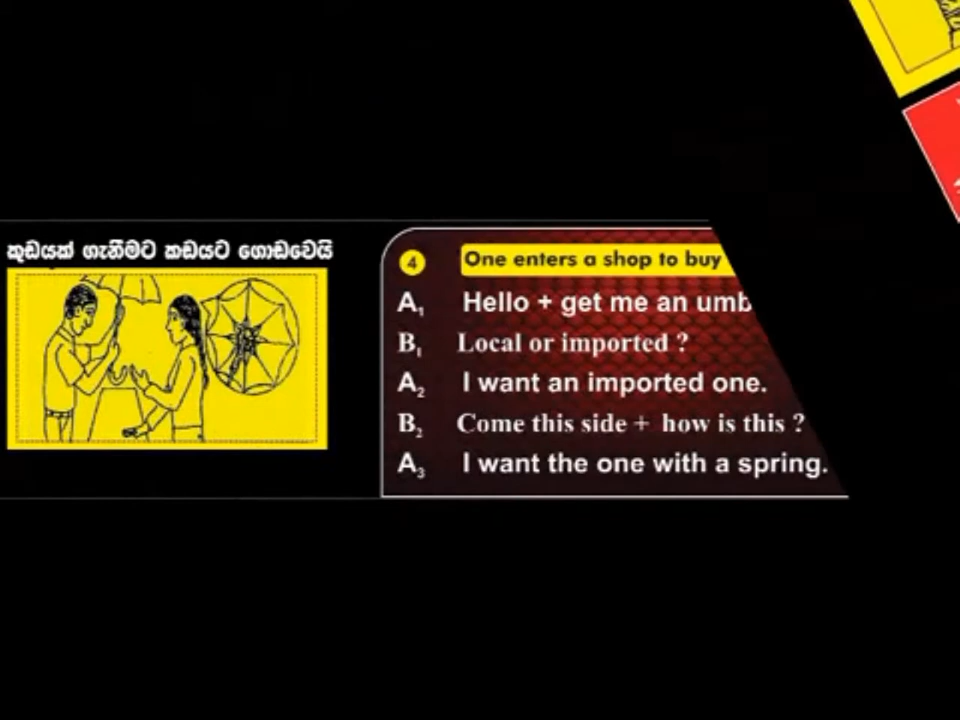 කුඩයක් ගැනීමට කඩයට ගොඩවෙයි
4 One enters a shop to buy
A1 Hello + get me an umb
B1 Local or imported ?
A2 I want an imported one.
B2 Come this side + how is this ?
A3 I want the one with a spring.